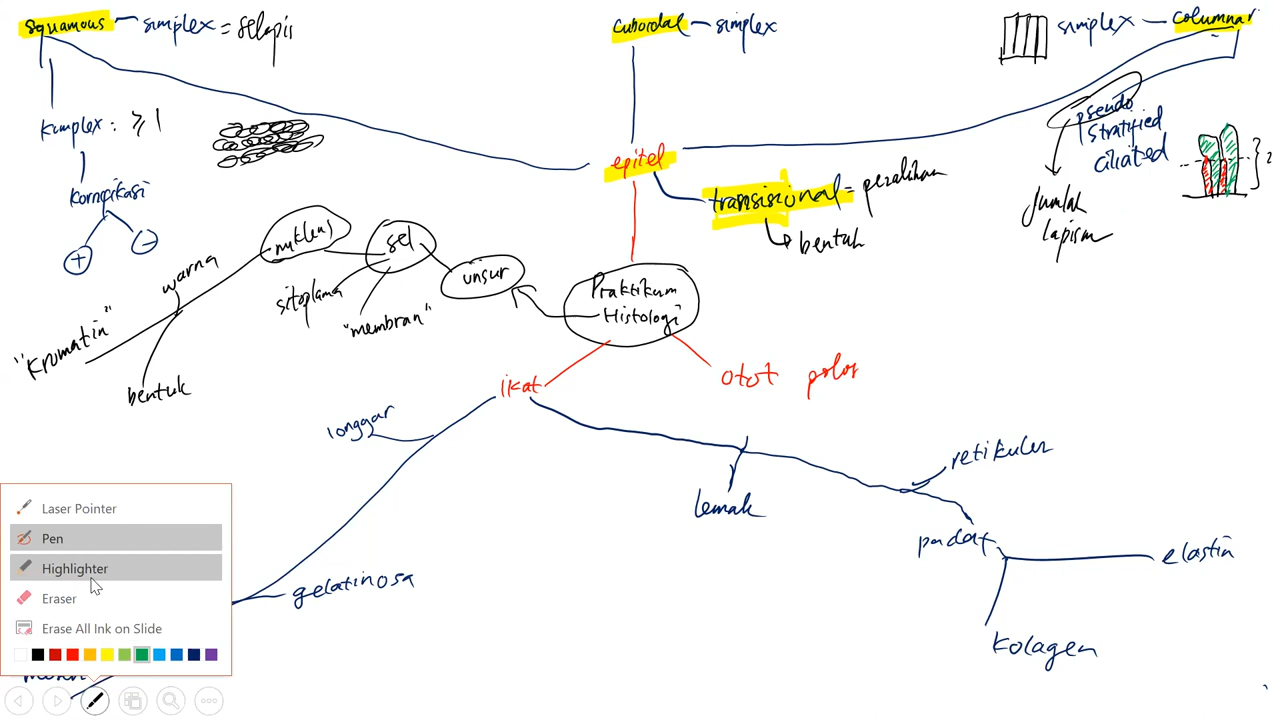 squamous - simplex = selapis
cuboidal - simplex
simplex - columnar
Komplex : ≥ 1
pseudo
stratified
ciliated
epitel
kornifikasi
transisional = peralihan
bentuk
Jumlah
lapisan
+
-
nukleus
sel
unsur
warna
sitoplasma
"membran"
Praktikum
Histologi
"Kromatin"
bentuk
ikat
otot polos
longgar
retikuler
lemak
padat
elastin
gelatinosa
Kolagen
Laser Pointer
Pen
Highlighter
Eraser
Erase All Ink on Slide